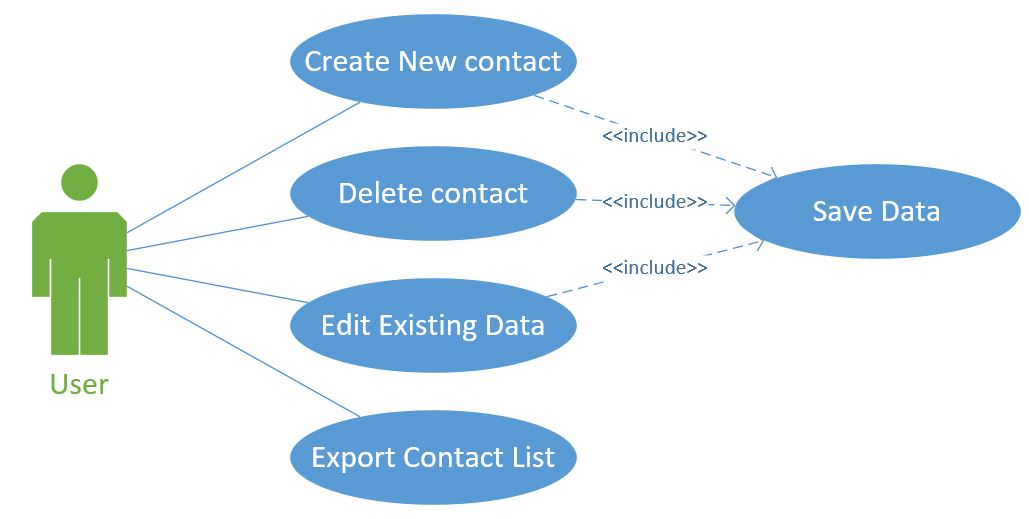 Create New contact
<<include>>
Delete contact
<<include>>
Save Data
<<include>>
Edit Existing Data
User
Export Contact List